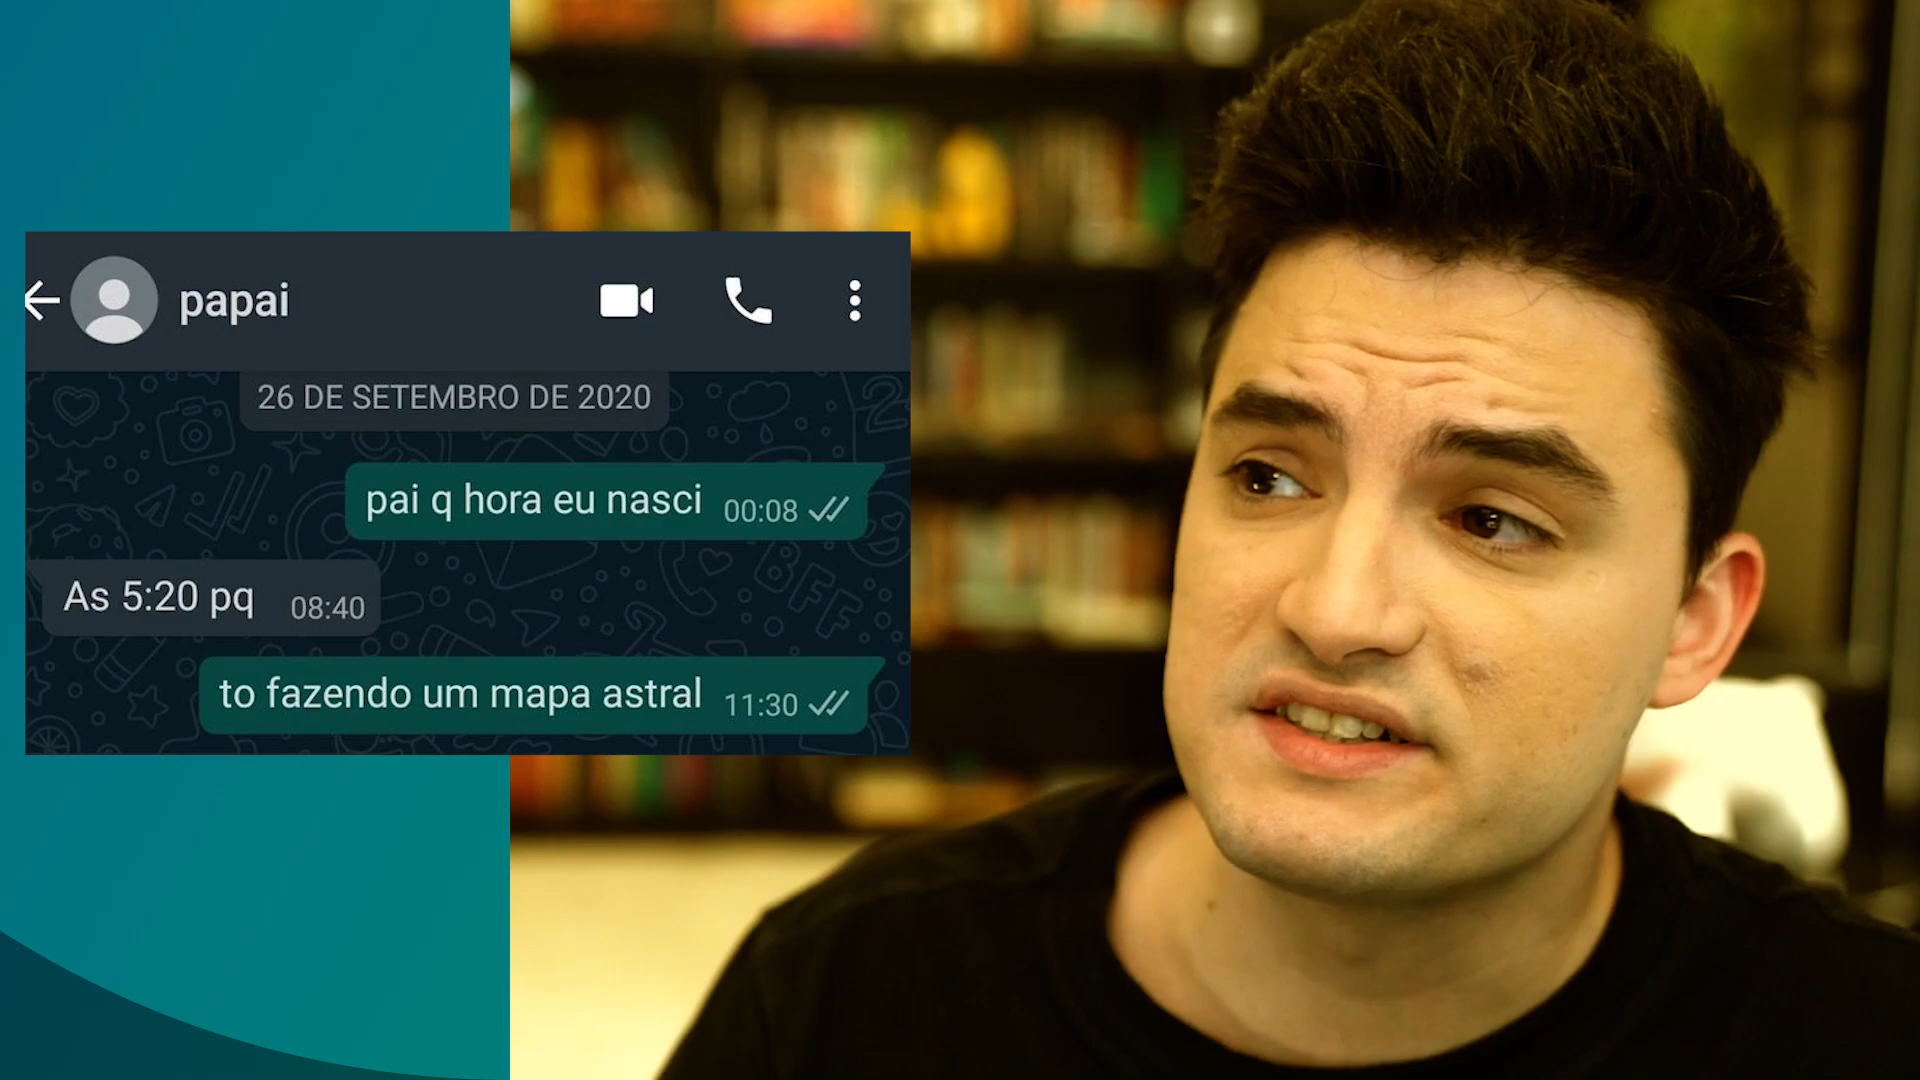 papai
26 DE SETEMBRO DE 2020
pai q hora eu nasci 00:08
As 5:20 pq 08:40
to fazendo um mapa astral 11:30